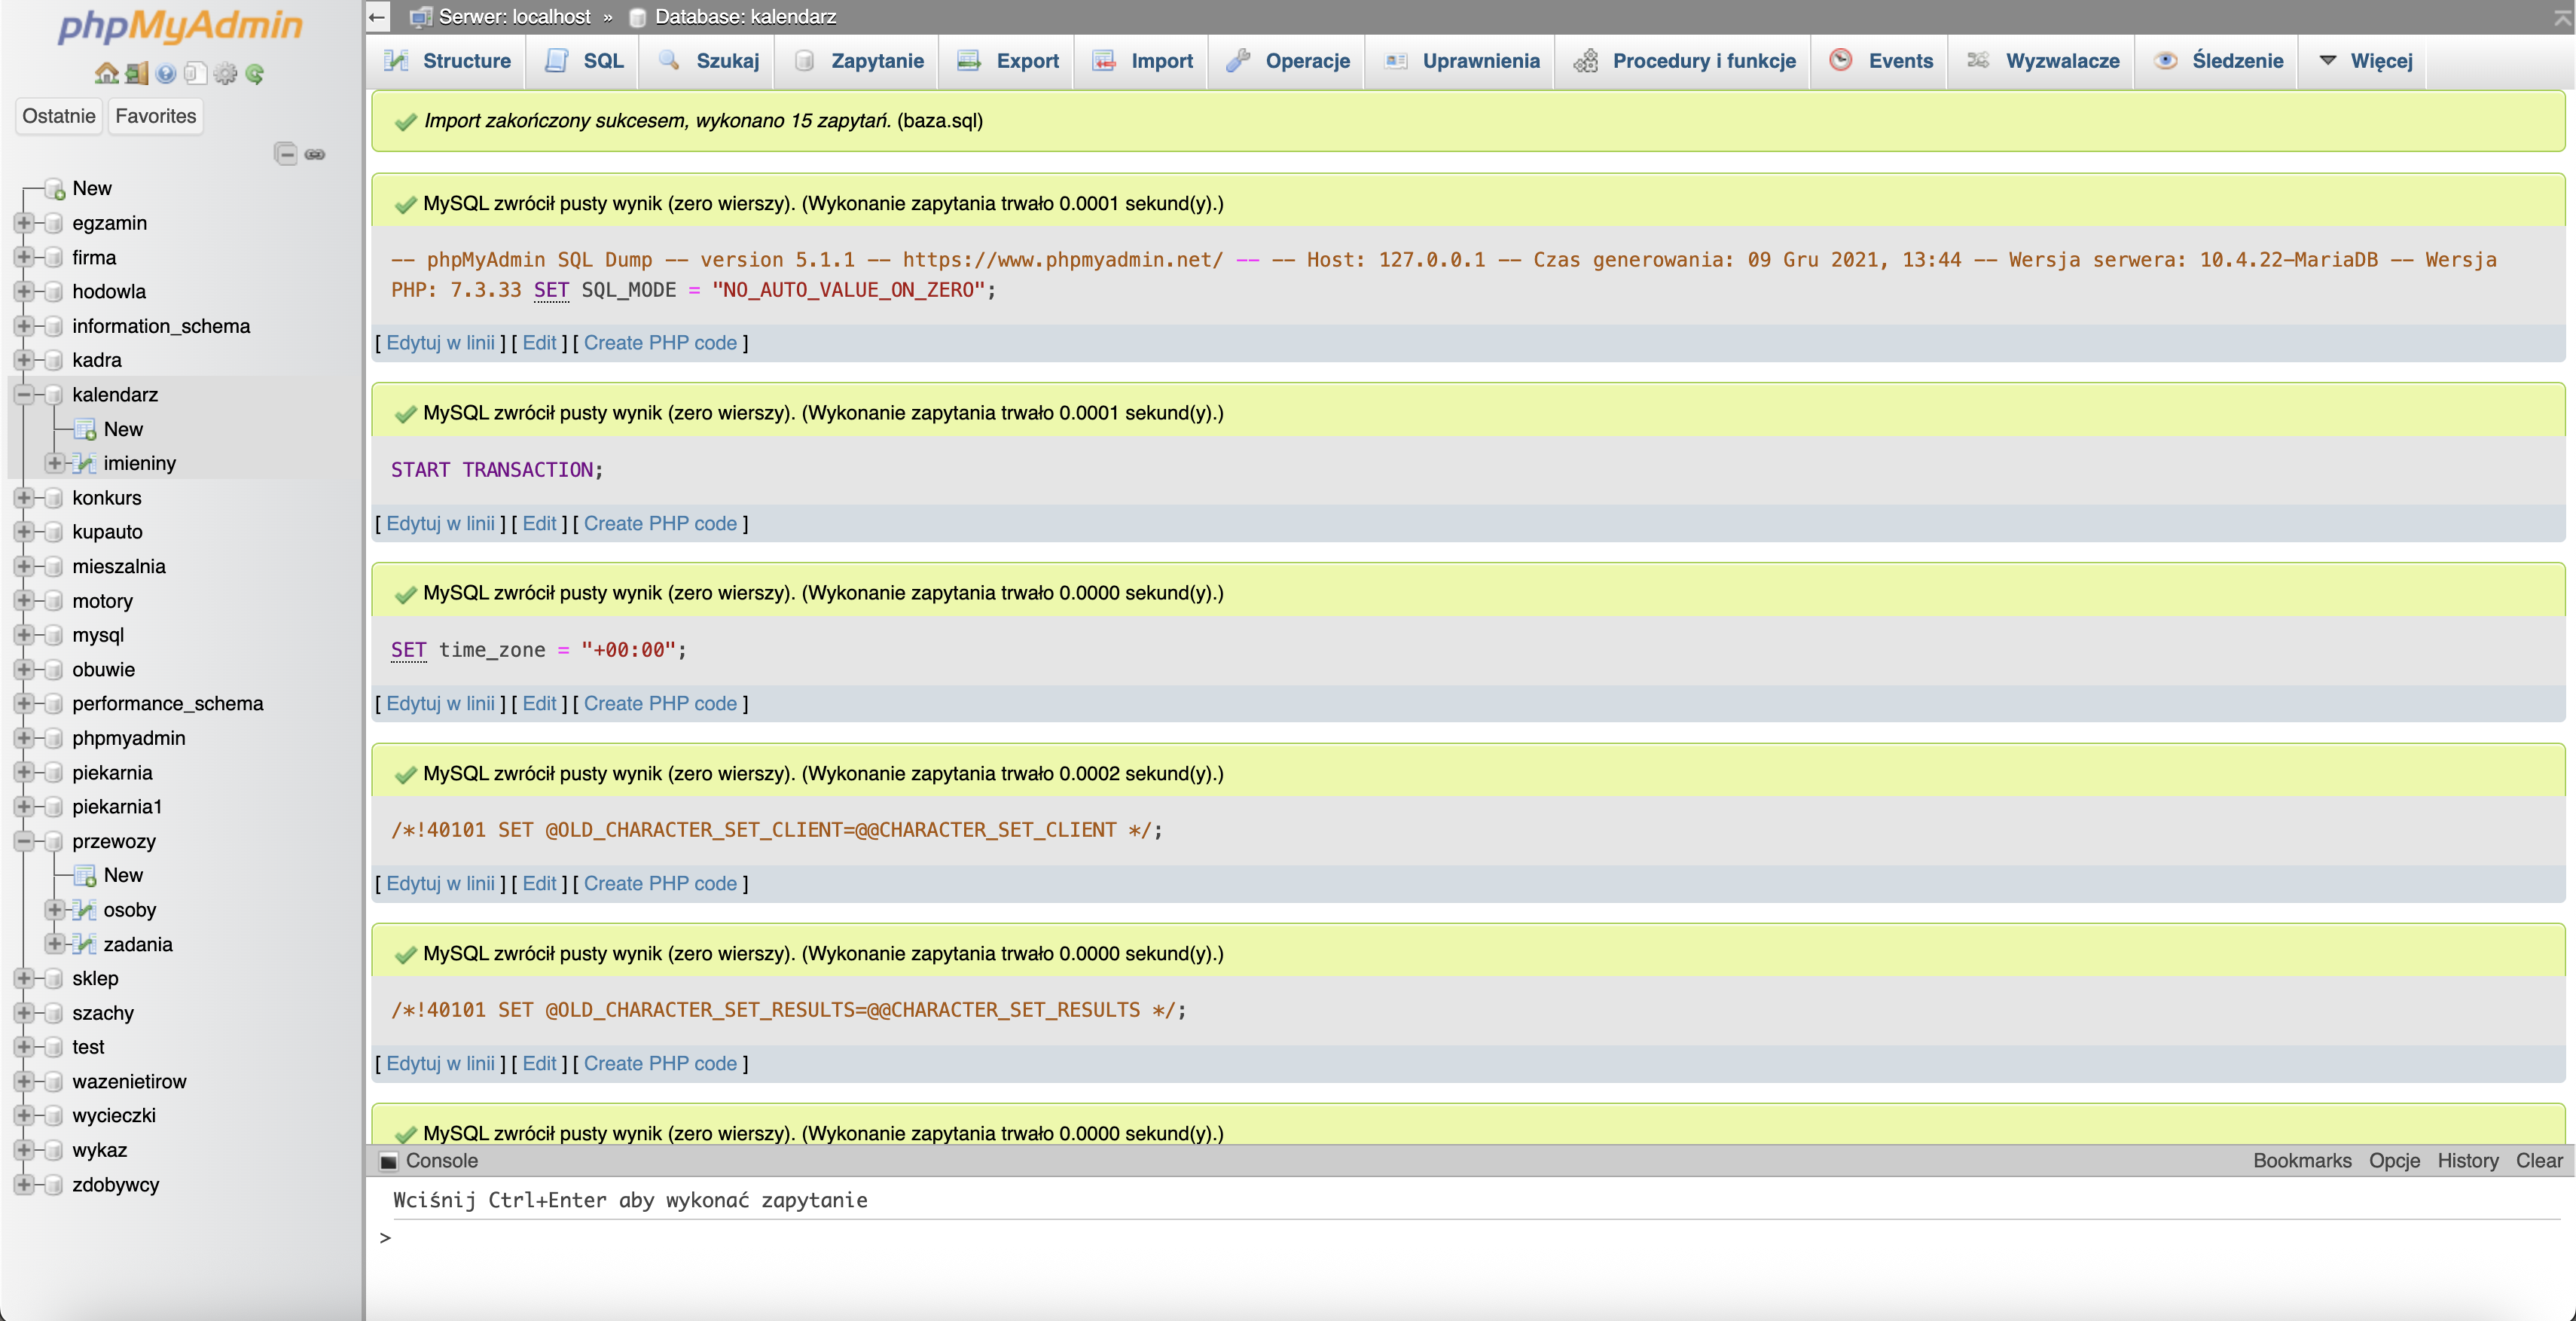 phpMyAdmin
Ostatnie Favorites
New
egzamin
firma
hodowla
information_schema
kadra
kalendarz
New
imieniny
konkurs
kupauto
mieszalnia
motory
mysql
obuwie
performance_schema
phpmyadmin
piekarnia
piekarnia1
przewozy
New
osoby
zadania
sklep
szachy
test
wazenietirow
wycieczki
wykaz
zdobywcy
← Serwer: localhost » Database: kalendarz
Structure SQL Szukaj Zapytanie Export Import Operacje Uprawnienia Procedury i funkcje Events Wyzwalacze Śledzenie Więcej
Import zakończony sukcesem, wykonano 15 zapytań. (baza.sql)
MySQL zwrócił pusty wynik (zero wierszy). (Wykonanie zapytania trwało 0.0001 sekund(y).)
-- phpMyAdmin SQL Dump -- version 5.1.1 -- https://www.phpmyadmin.net/ -- -- Host: 127.0.0.1 -- Czas generowania: 09 Gru 2021, 13:44 -- Wersja serwera: 10.4.22-MariaDB -- Wersja
PHP: 7.3.33 SET SQL_MODE = "NO_AUTO_VALUE_ON_ZERO";
[ Edytuj w linii ] [ Edit ] [ Create PHP code ]
MySQL zwrócił pusty wynik (zero wierszy). (Wykonanie zapytania trwało 0.0001 sekund(y).)
START TRANSACTION;
[ Edytuj w linii ] [ Edit ] [ Create PHP code ]
MySQL zwrócił pusty wynik (zero wierszy). (Wykonanie zapytania trwało 0.0000 sekund(y).)
SET time_zone = "+00:00";
[ Edytuj w linii ] [ Edit ] [ Create PHP code ]
MySQL zwrócił pusty wynik (zero wierszy). (Wykonanie zapytania trwało 0.0002 sekund(y).)
/*!40101 SET @OLD_CHARACTER_SET_CLIENT=@@CHARACTER_SET_CLIENT */;
[ Edytuj w linii ] [ Edit ] [ Create PHP code ]
MySQL zwrócił pusty wynik (zero wierszy). (Wykonanie zapytania trwało 0.0000 sekund(y).)
/*!40101 SET @OLD_CHARACTER_SET_RESULTS=@@CHARACTER_SET_RESULTS */;
[ Edytuj w linii ] [ Edit ] [ Create PHP code ]
MySQL zwrócił pusty wynik (zero wierszy). (Wykonanie zapytania trwało 0.0000 sekund(y).)
Console Bookmarks Opcje History Clear
Wciśnij Ctrl+Enter aby wykonać zapytanie
>